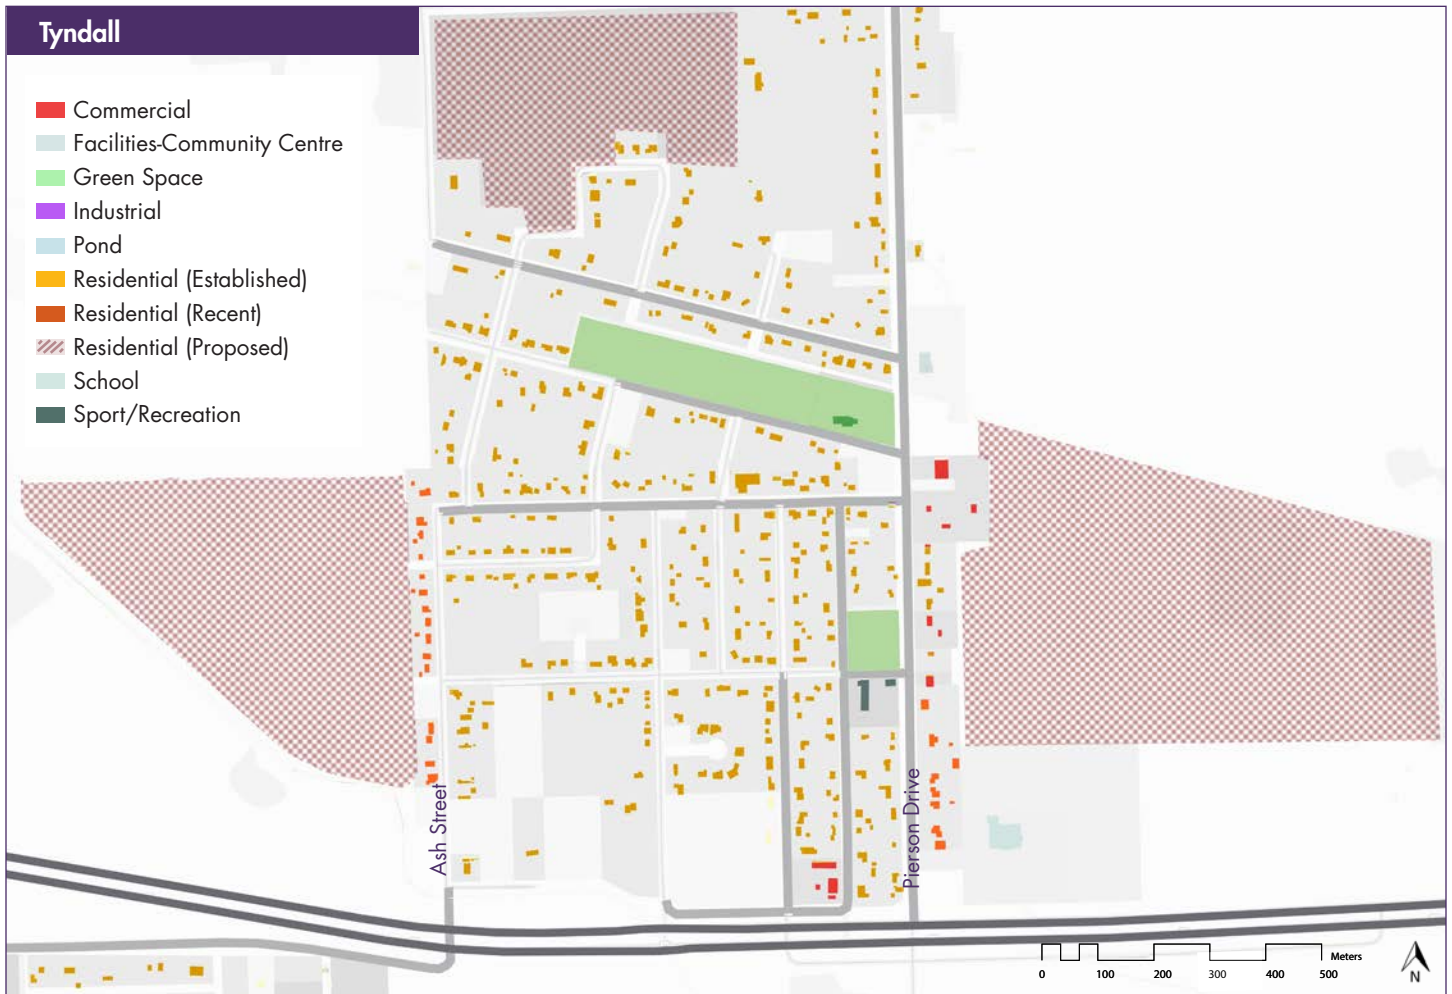 Tyndall
Commercial
Facilities-Community Centre
Green Space
Industrial
Pond
Residential (Established)
Residential (Recent)
Residential (Proposed)
School
Sport/Recreation
Ash Street
Pierson Drive
Meters
0 100 200 300 400 500
N